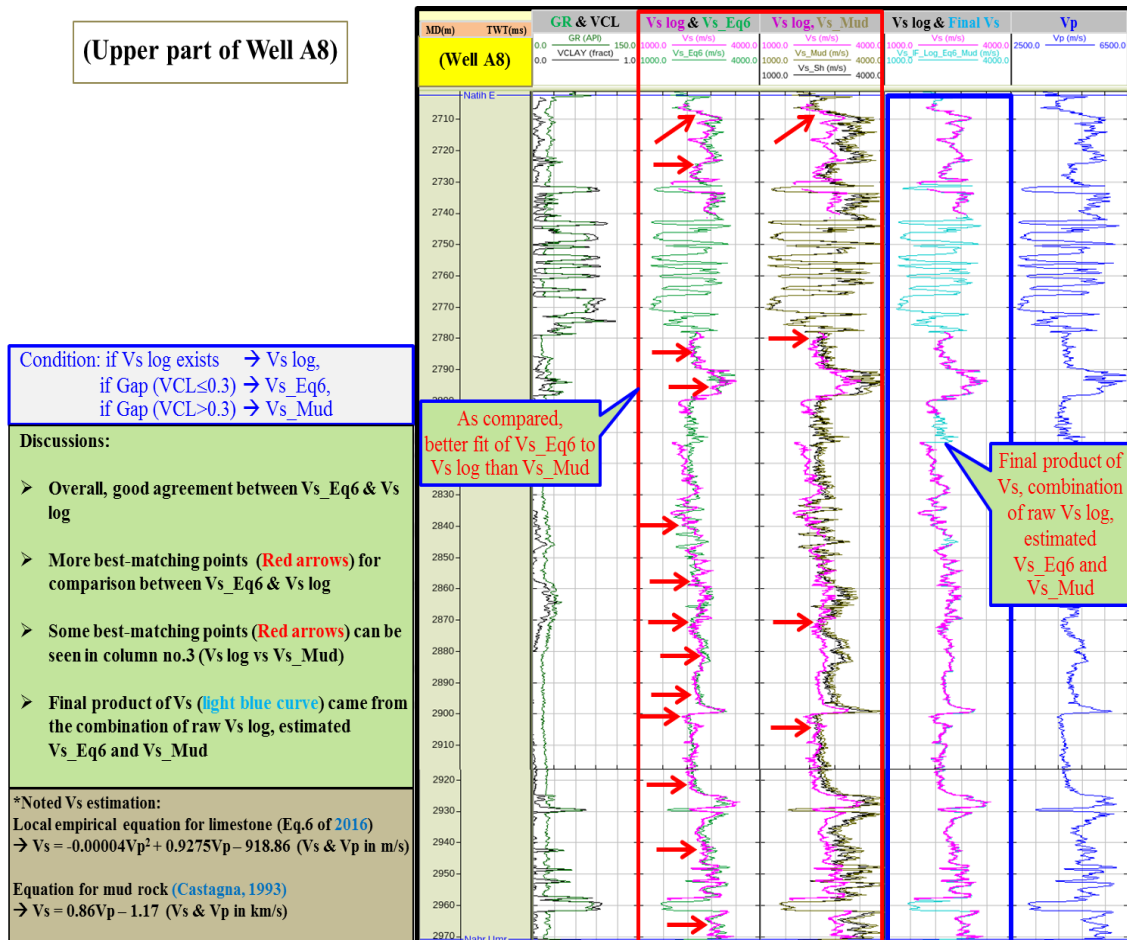 (Upper part of Well A8)
Condition: if Vs log exists → Vs log,
if Gap (VCL≤0.3) → Vs_Eq6,
if Gap (VCL>0.3) → Vs_Mud
Discussions:
➢ Overall, good agreement between Vs_Eq6 & Vs
log
➢ More best-matching points (Red arrows) for
comparison between Vs_Eq6 & Vs log
➢ Some best-matching points (Red arrows) can be
seen in column no.3 (Vs log vs Vs_Mud)
➢ Final product of Vs (light blue curve) came from
the combination of raw Vs log, estimated
Vs_Eq6 and Vs_Mud
*Noted Vs estimation:
Local empirical equation for limestone (Eq.6 of 2016)
→ Vs = -0.00004Vp² + 0.9275Vp – 918.86 (Vs & Vp in m/s)
Equation for mud rock (Castagna, 1993)
→ Vs = 0.86Vp – 1.17 (Vs & Vp in km/s)
MD(m) TWT(ms)
(Well A8)
GR & VCL
GR (API)
0.0 150.0
VCLAY (fract)
0.0 1.0
Vs log & Vs_Eq6
Vs (m/s)
1000.0 4000.0
Vs_Eq6 (m/s)
1000.0 4000.0
Vs log, Vs_Mud
Vs (m/s)
1000.0 4000.0
Vs_Mud (m/s)
1000.0 4000.0
Vs_Sh (m/s)
1000.0 4000.0
Vs log & Final Vs
Vs (m/s)
1000.0 4000.0
Vs_IF_Log_Eq6_Mud (m/s)
1000.0 4000.0
Vp
Vp (m/s)
2500.0 6500.0
Natih E
2710
2720
2730
2740
2750
2760
2770
2780
2790
2830
2840
2850
2860
2870
2880
2890
2900
2910
2920
2930
2940
2950
2960
2970
Nahr Umr
As compared,
better fit of Vs_Eq6 to
Vs log than Vs_Mud
Final product of
Vs, combination
of raw Vs log,
estimated
Vs_Eq6 and
Vs_Mud